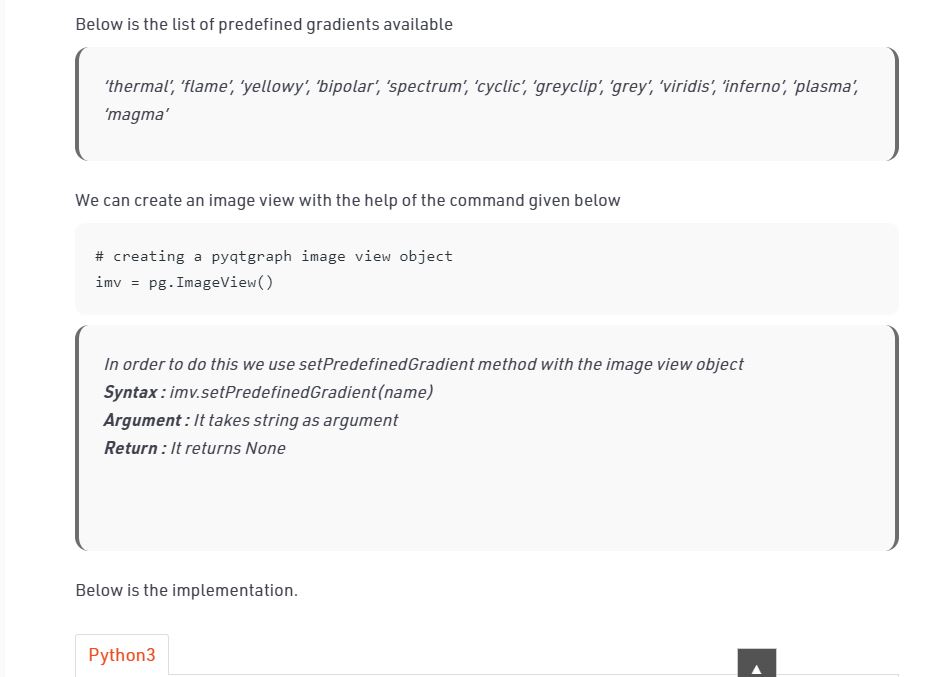 Below is the list of predefined gradients available
‘thermal’, ‘flame’, ‘yellowy’, ‘bipolar’, ‘spectrum’, ‘cyclic’, ‘greyclip’, ‘grey’, ‘viridis’, ‘inferno’, ‘plasma’,
‘magma’
We can create an image view with the help of the command given below
# creating a pyqtgraph image view object
imv = pg.ImageView()
In order to do this we use setPredefinedGradient method with the image view object
Syntax : imv.setPredefinedGradient(name)
Argument : It takes string as argument
Return : It returns None
Below is the implementation.
Python3